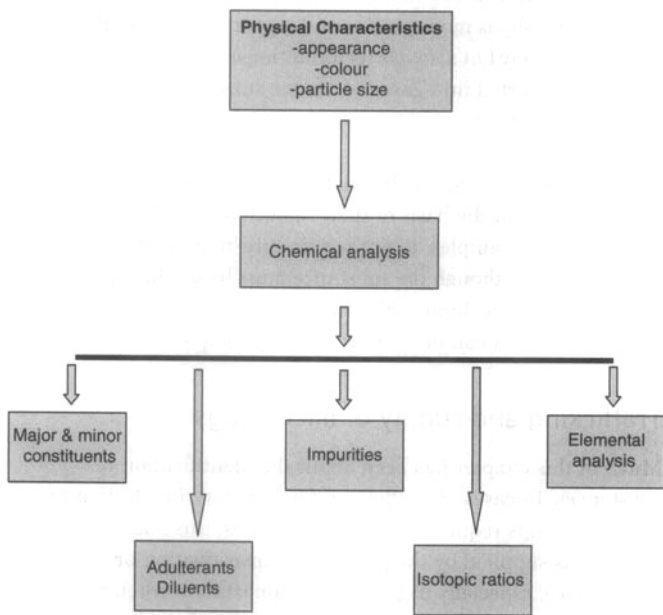 Physical Characteristics
-appearance
-colour
-particle size
Chemical analysis
Major & minor
constituents
Impurities
Elemental
analysis
Adulterants
Diluents
Isotopic ratios